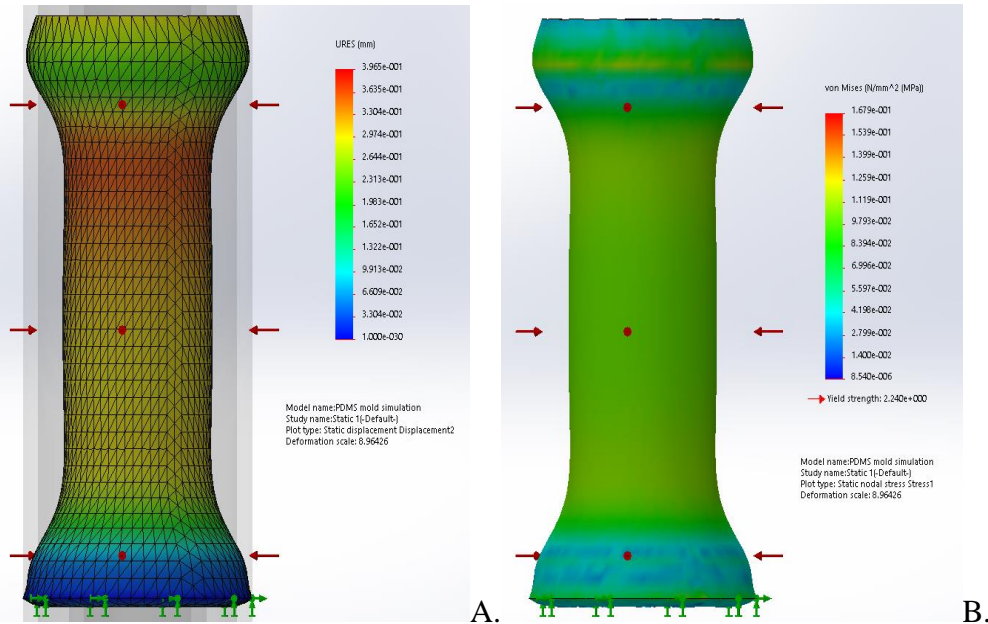 URES (mm)
3.965e-001
3.635e-001
3.304e-001
2.974e-001
2.644e-001
2.313e-001
1.983e-001
1.652e-001
1.322e-001
9.913e-002
6.609e-002
3.304e-002
1.000e-030
Model name:PDMS mold simulation
Study name:Static 1(-Default-)
Plot type: Static displacement Displacement2
Deformation scale: 8.96426
A.
von Mises (N/mm^2 (MPa))
1.679e-001
1.539e-001
1.399e-001
1.259e-001
1.119e-001
9.793e-002
8.394e-002
6.996e-002
5.597e-002
4.198e-002
2.799e-002
1.400e-002
8.540e-006
Yield strength: 2.240e+000
Model name:PDMS mold simulation
Study name:Static 1(-Default-)
Plot type: Static nodal stress Stress1
Deformation scale: 8.96426
B.